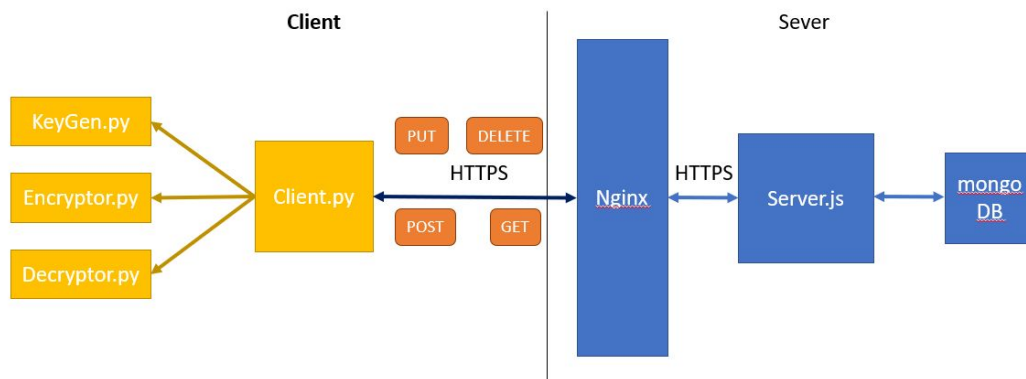 Client
Sever
KeyGen.py
Encryptor.py
Decryptor.py
Client.py
PUT
DELETE
HTTPS
POST
GET
Nginx
HTTPS
Server.js
mongo
DB